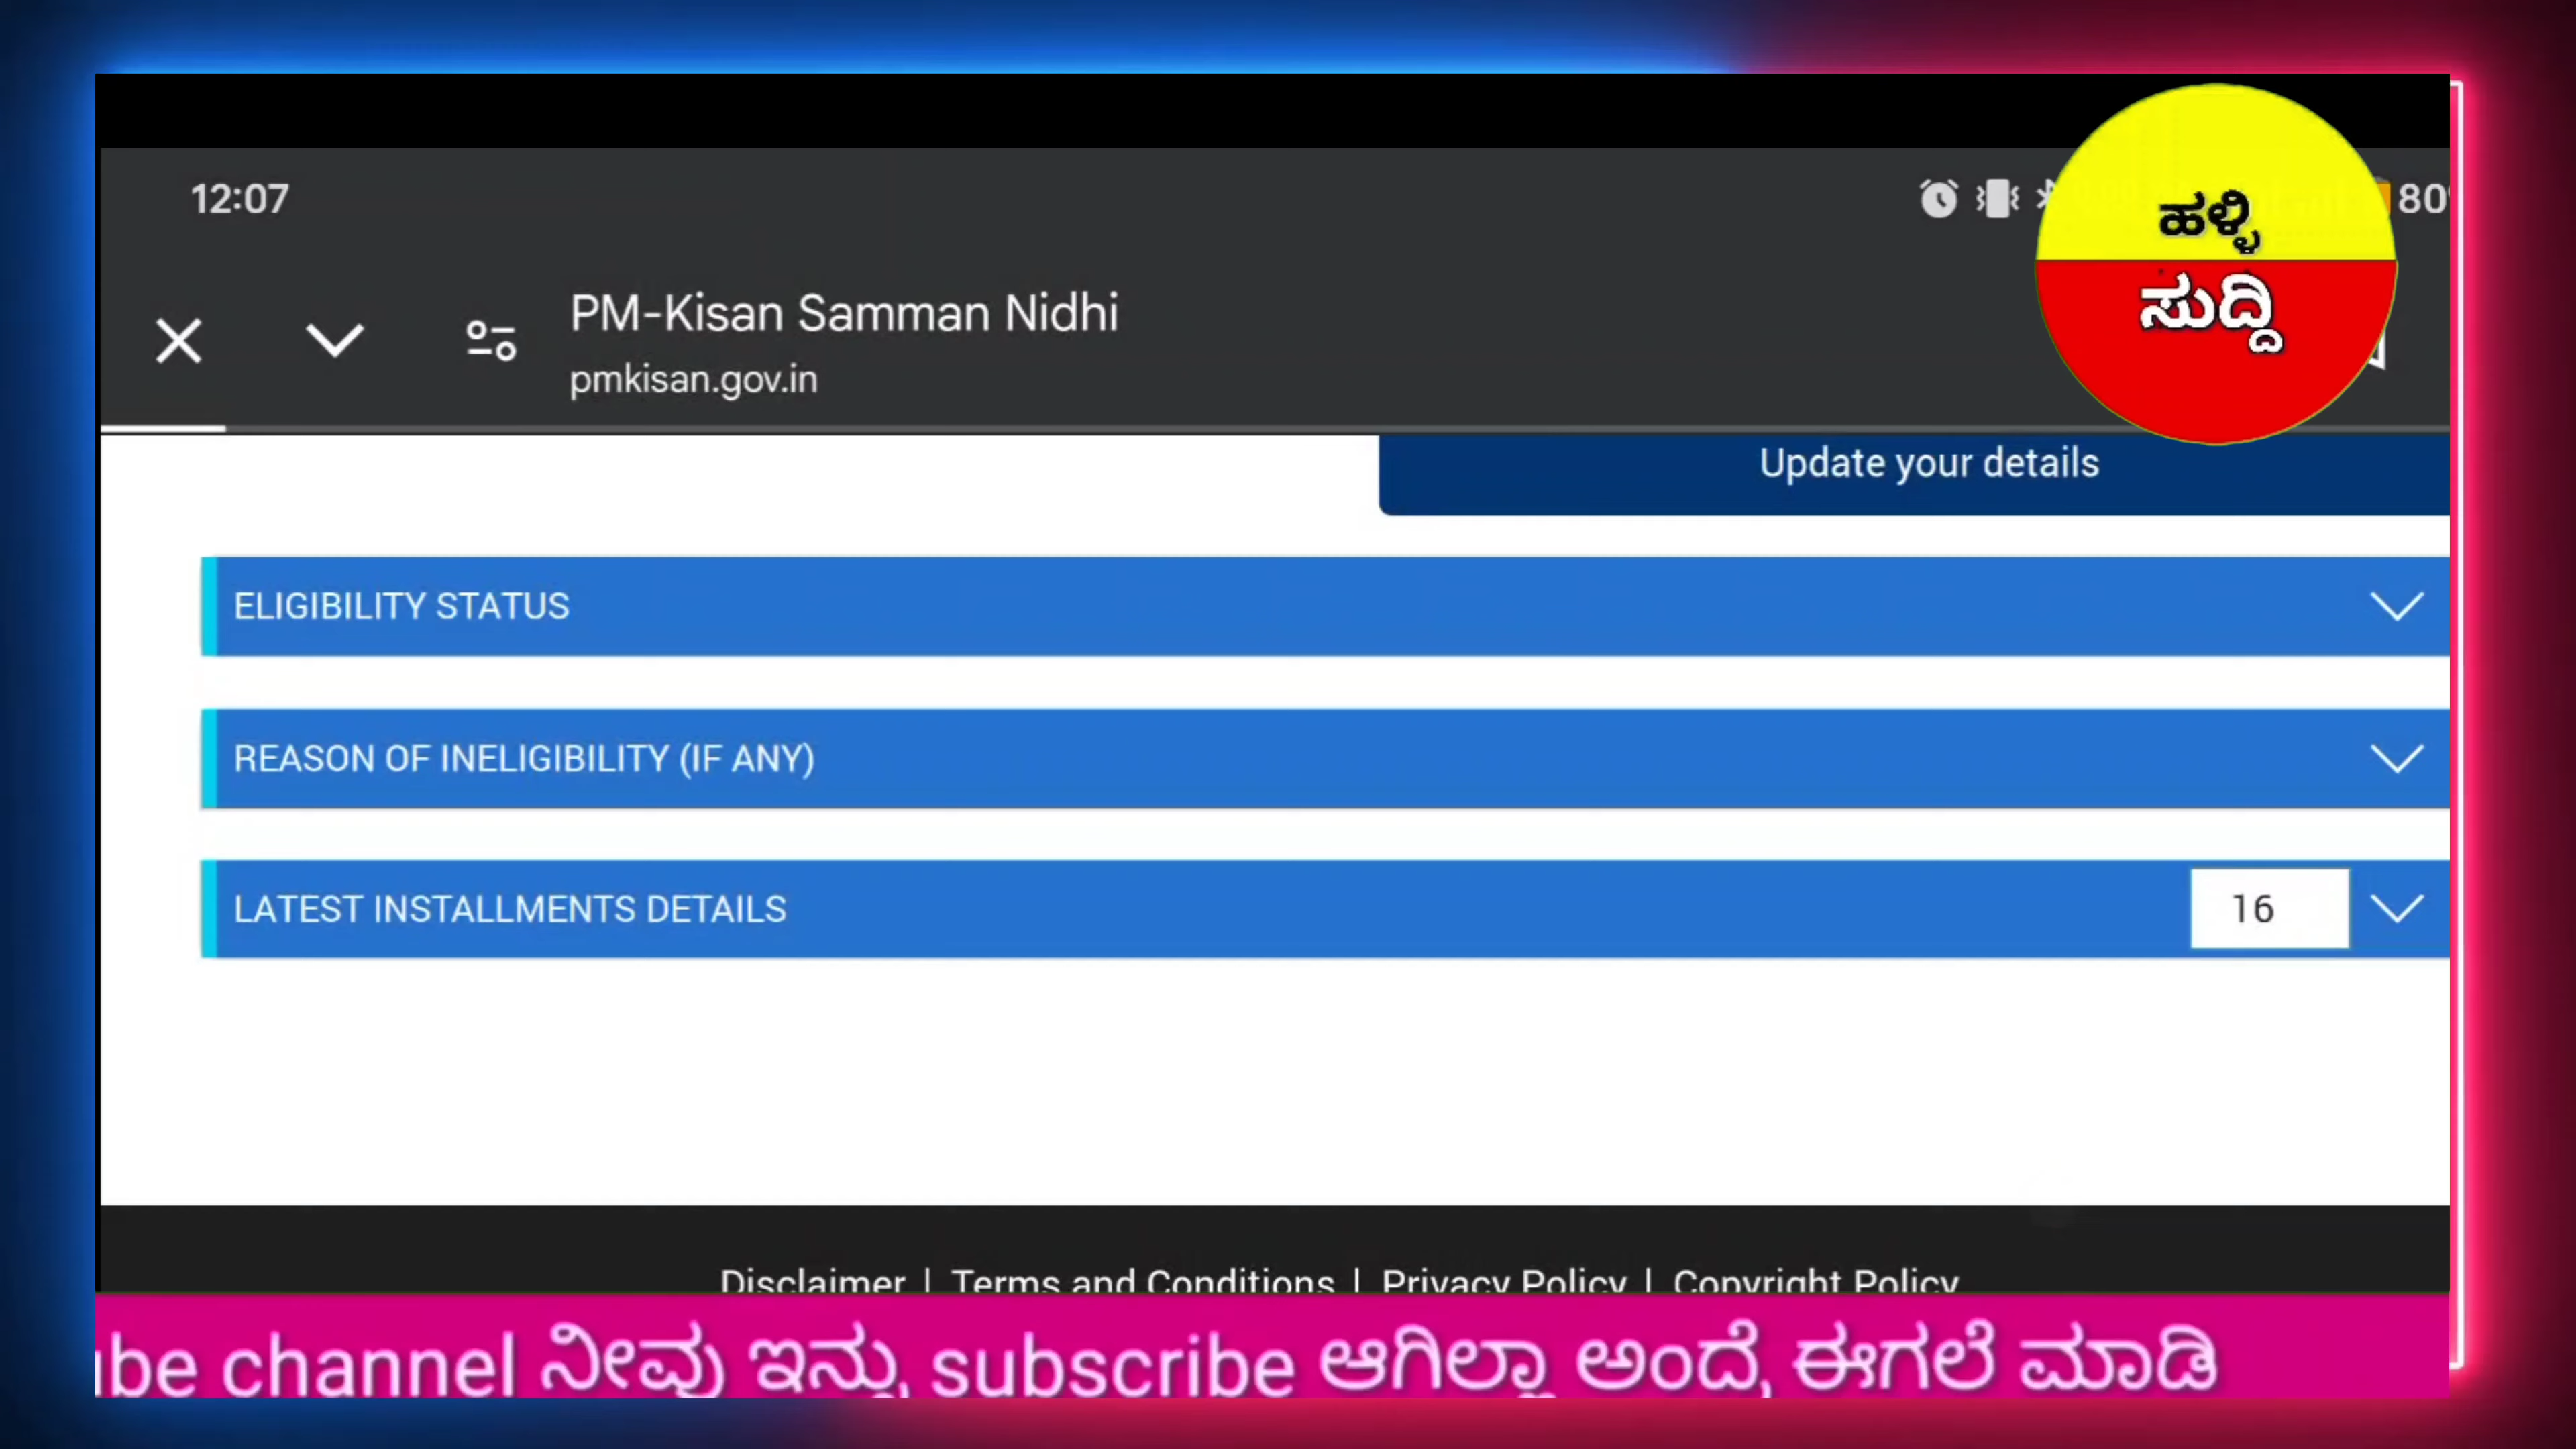 12:07
80
ಹಳ್ಳಿ
ಸುದ್ದಿ
PM-Kisan Samman Nidhi
pmkisan.gov.in
Update your details
ELIGIBILITY STATUS
REASON OF INELIGIBILITY (IF ANY)
LATEST INSTALLMENTS DETAILS 16
Disclaimer | Terms and Conditions | Privacy Policy | Copyright Policy
channel ನೀವು ಇನ್ನು subscribe ಆಗಿಲ್ಲಾ ಅಂದ್ರೆ ಈಗಲೆ ಮಾಡಿ